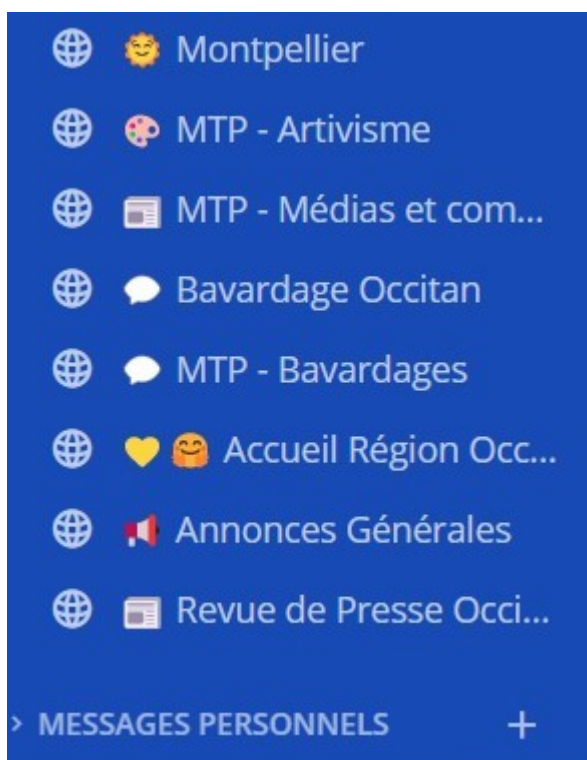 Montpellier
MTP - Artivisme
MTP - Médias et com...
Bavardage Occitan
MTP - Bavardages
Accueil Région Occ...
Annonces Générales
Revue de Presse Occi...
MESSAGES PERSONNELS